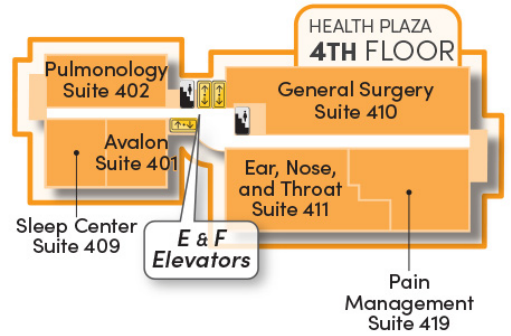 HEALTH PLAZA
4TH FLOOR
Pulmonology
Suite 402
General Surgery
Suite 410
Avalon
Suite 401
Ear, Nose,
and Throat
Suite 411
Sleep Center
Suite 409
E & F
Elevators
Pain
Management
Suite 419